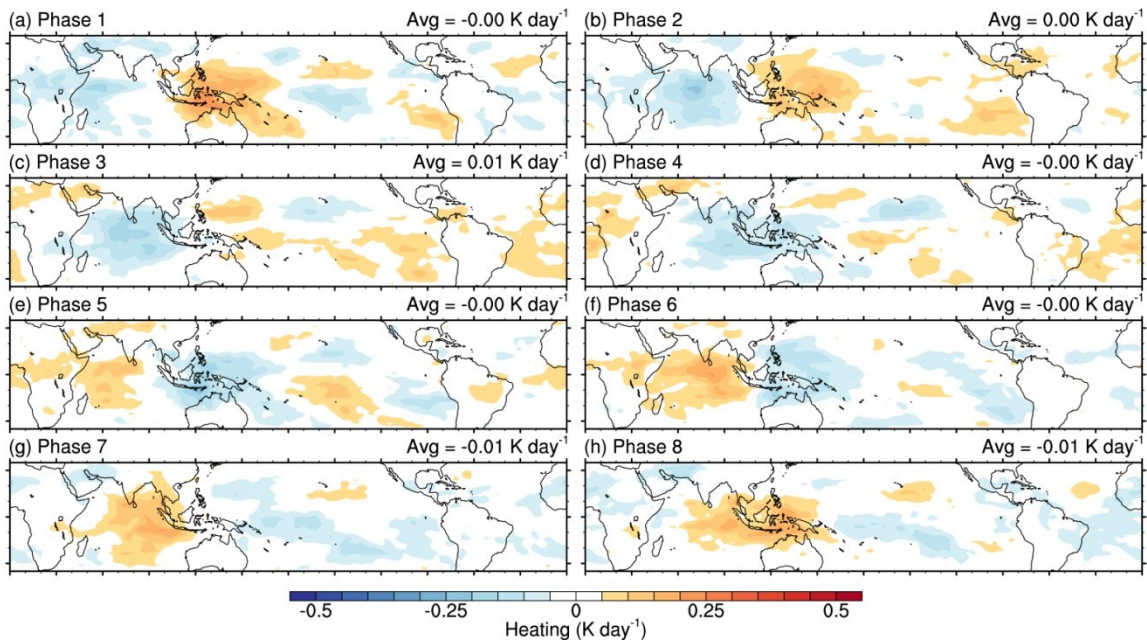 (a) Phase 1 Avg = -0.00 K day⁻¹
(b) Phase 2 Avg = 0.00 K day⁻¹
(c) Phase 3 Avg = 0.01 K day⁻¹
(d) Phase 4 Avg = -0.00 K day⁻¹
(e) Phase 5 Avg = -0.00 K day⁻¹
(f) Phase 6 Avg = -0.00 K day⁻¹
(g) Phase 7 Avg = -0.01 K day⁻¹
(h) Phase 8 Avg = -0.01 K day⁻¹
-0.5 -0.25 0 0.25 0.5
Heating (K day⁻¹)